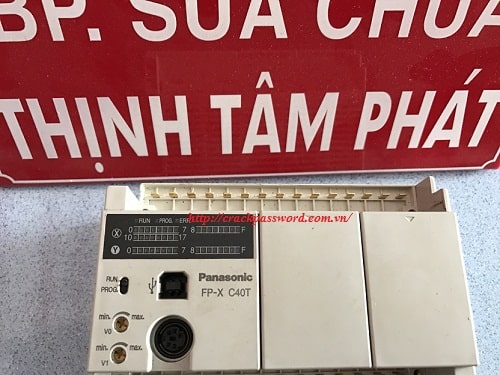 BP. SỬA CHỮA
THỊNH TÂM PHÁT
RUN PROG. ERR.
http://crackpassword.com.vn/
X 0 7 8 F
10 17
Y 0 7 8 F
Panasonic
FP-X C40T
RUN
PROG.
min. max.
V0
min. max.
V1